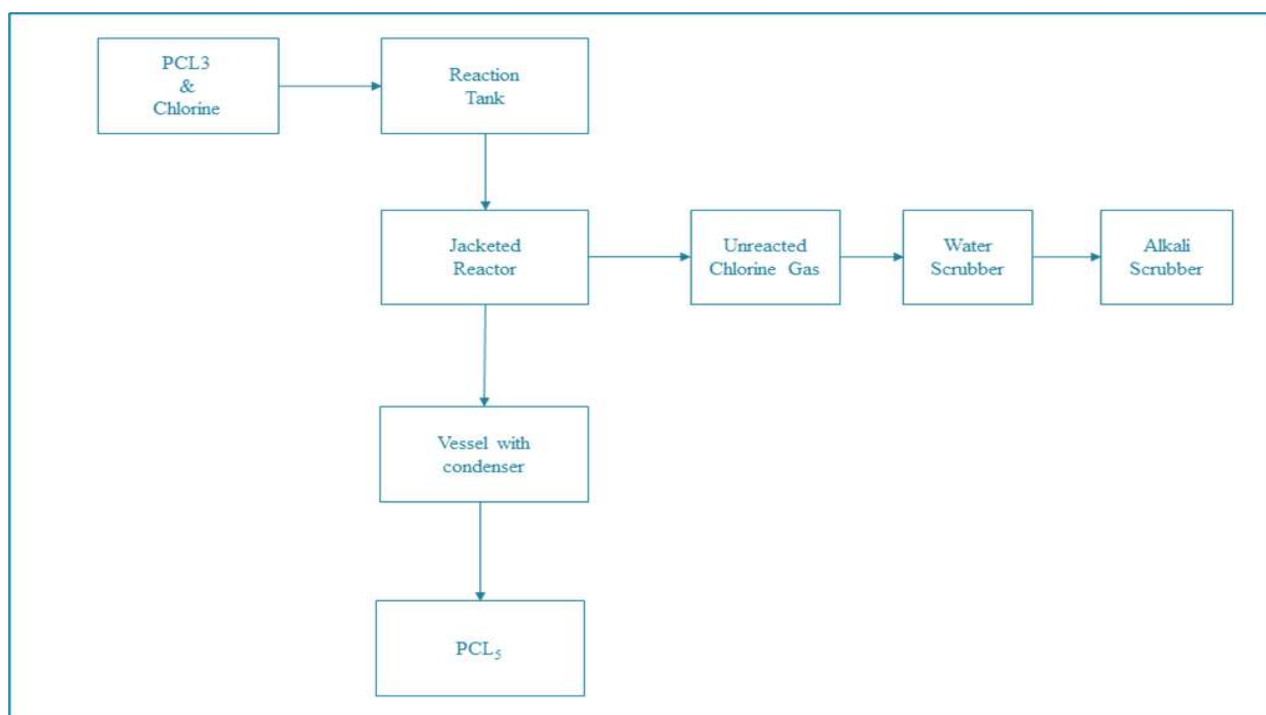 PCL3
&
Chlorine
Reaction
Tank
Jacketed
Reactor
Unreacted
Chlorine Gas
Water
Scrubber
Alkali
Scrubber
Vessel with
condenser
PCL₅